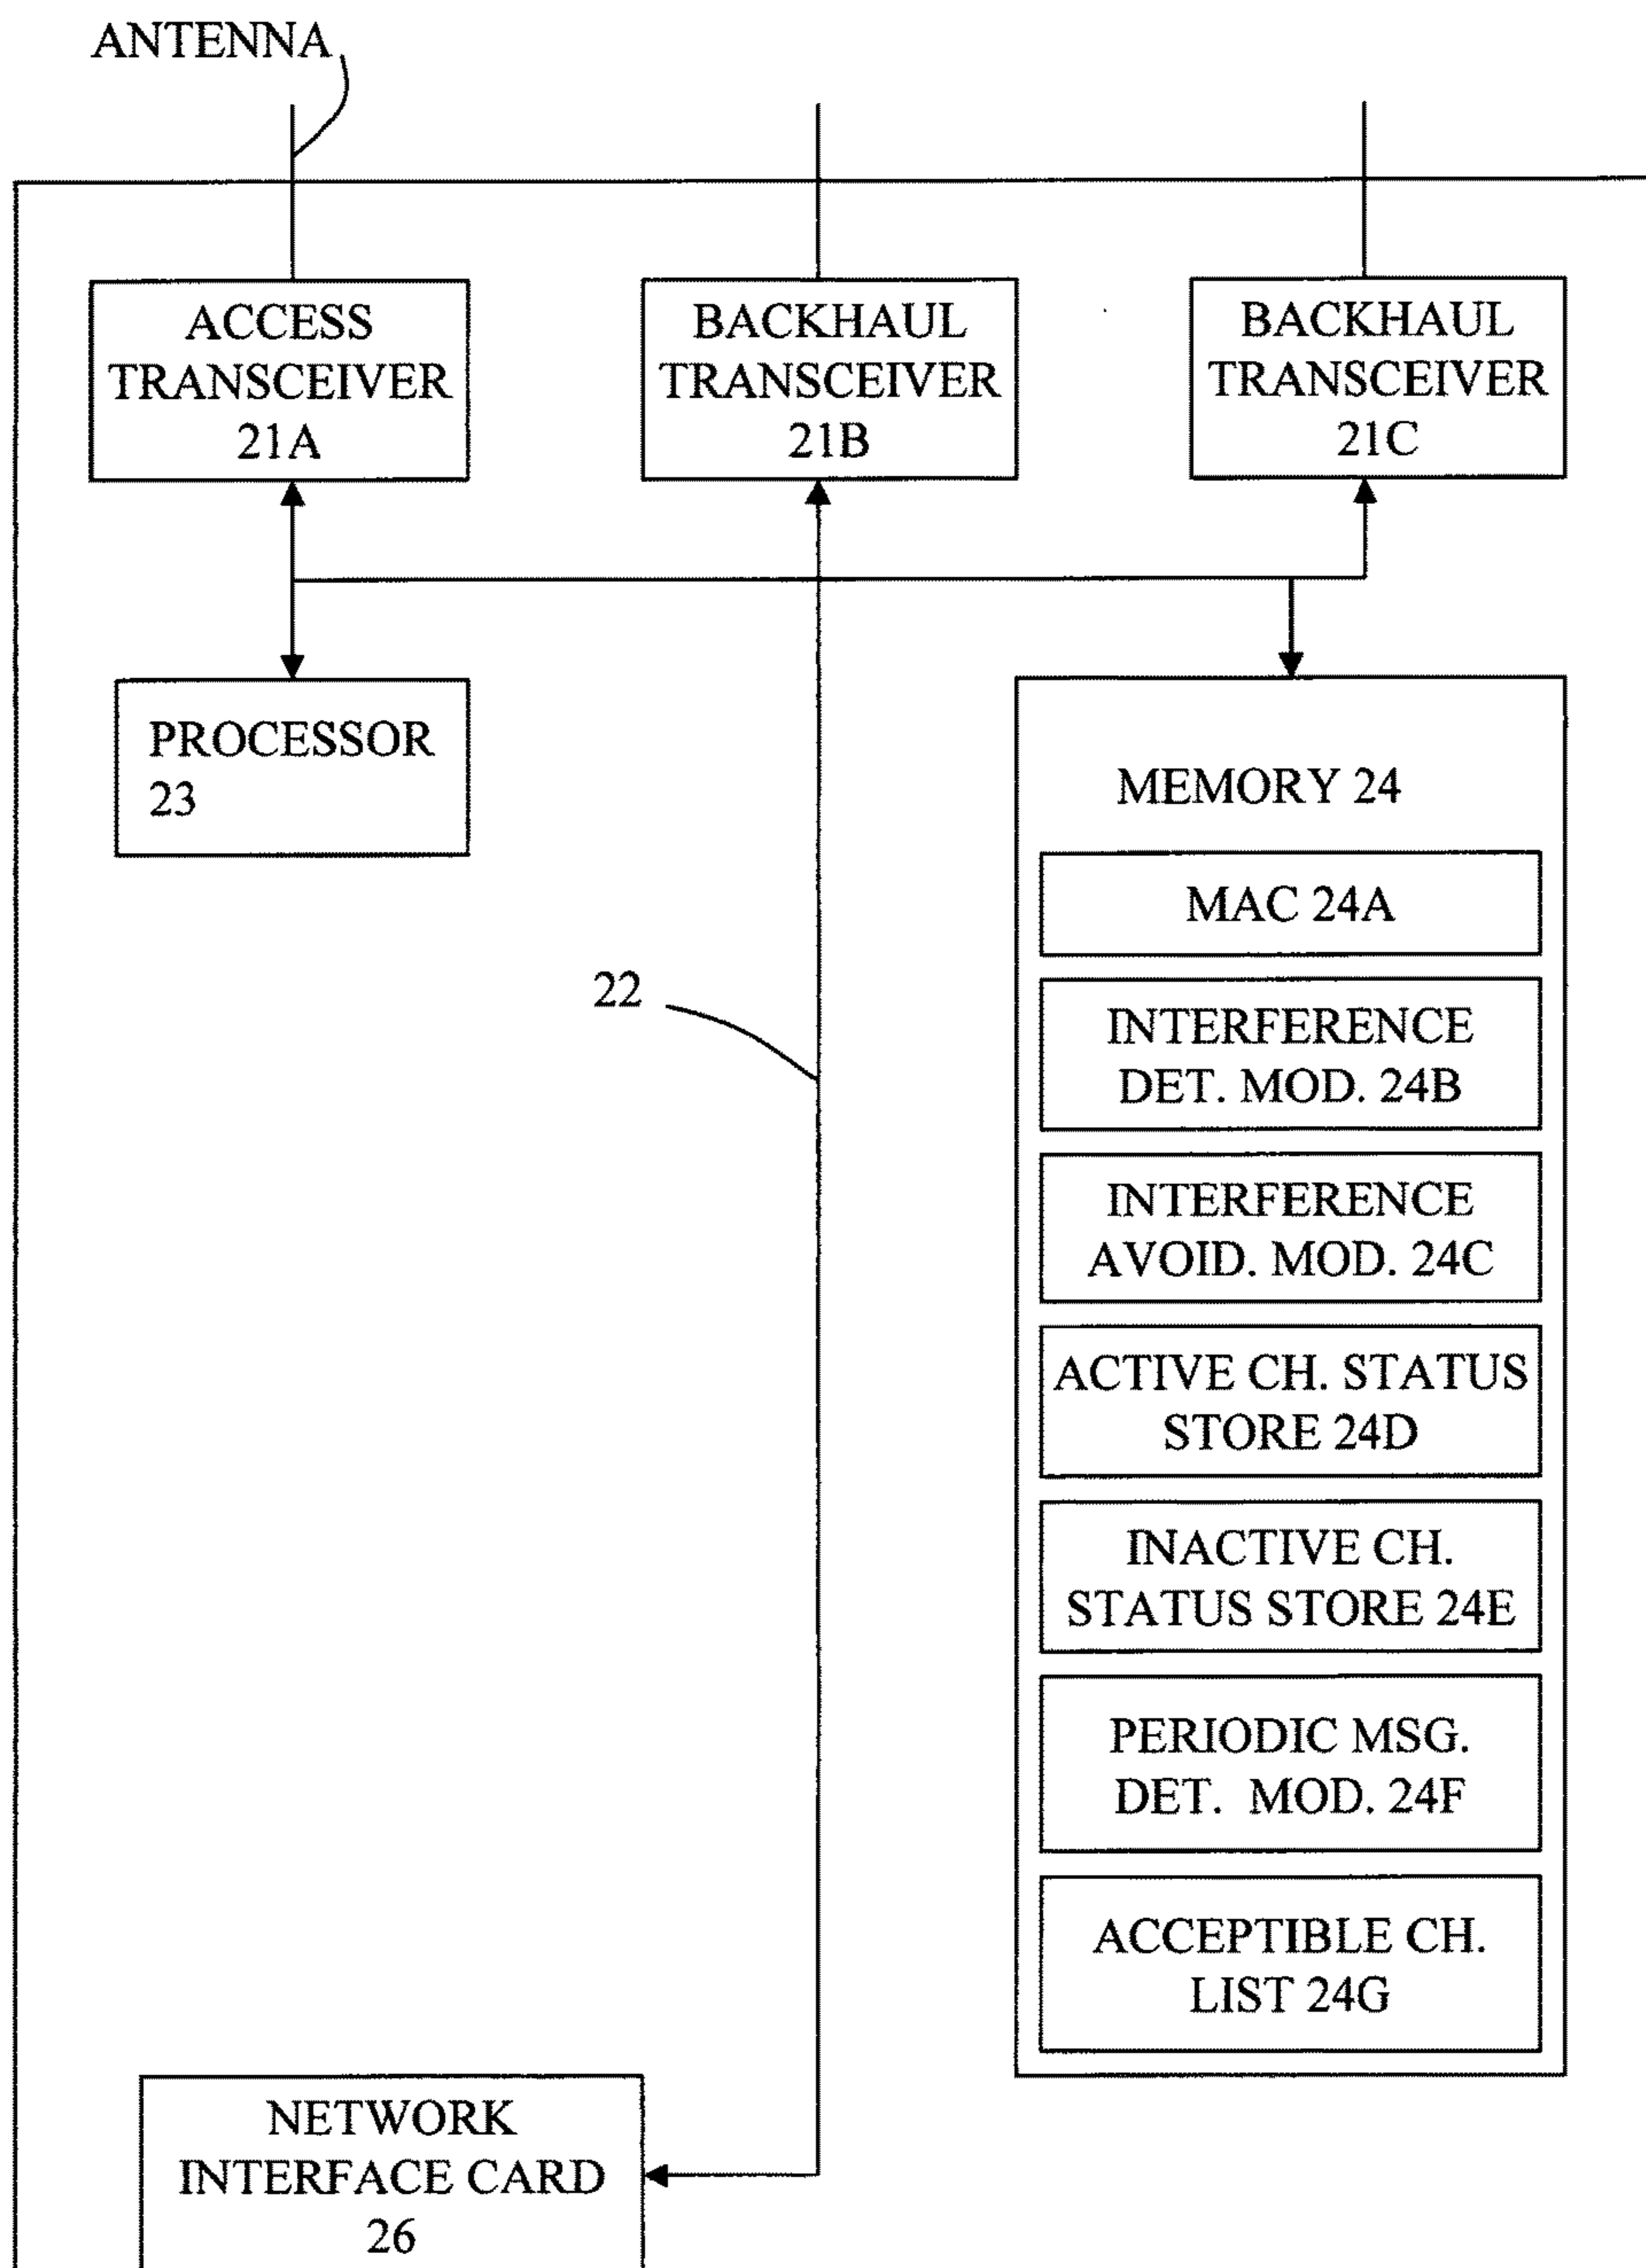 ANTENNA
ACCESS
TRANSCEIVER
21A
BACKHAUL
TRANSCEIVER
21B
BACKHAUL
TRANSCEIVER
21C
PROCESSOR
23
MEMORY 24
MAC 24A
22
INTERFERENCE
DET. MOD. 24B
INTERFERENCE
AVOID. MOD. 24C
ACTIVE CH. STATUS
STORE 24D
INACTIVE CH.
STATUS STORE 24E
PERIODIC MSG.
DET. MOD. 24F
ACCEPTIBLE CH.
LIST 24G
NETWORK
INTERFACE CARD
26